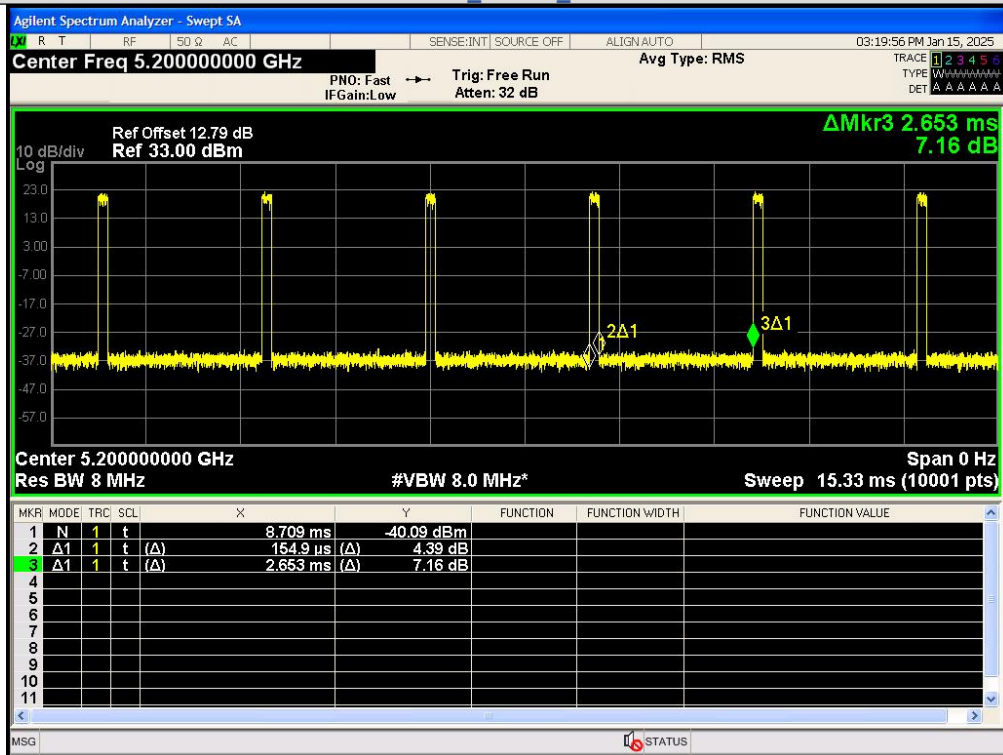 Agilent Spectrum Analyzer - Swept SA
LXI R T RF 50 Ω AC SENSE:INT SOURCE OFF ALIGN AUTO 03:19:56 PM Jan 15, 2025
Center Freq 5.200000000 GHz Avg Type: RMS TRACE 1 2 3 4 5 6
PNO: Fast Trig: Free Run TYPE W
IFGain:Low Atten: 32 dB DET A A A A A A
ΔMkr3 2.653 ms
Ref Offset 12.79 dB
10 dB/div Ref 33.00 dBm 7.16 dB
Log
23.0
13.0
3.00
-7.00
-17.0
-27.0
2Δ1
3Δ1
-37.0
-47.0
-57.0
Center 5.200000000 GHz Span 0 Hz
Res BW 8 MHz #VBW 8.0 MHz* Sweep 15.33 ms (10001 pts)
MKR MODE TRC SCL X Y FUNCTION FUNCTION WIDTH FUNCTION VALUE
1 N 1 t 8.709 ms -40.09 dBm
2 Δ1 1 t (Δ) 154.9 µs (Δ) 4.39 dB
3 Δ1 1 t (Δ) 2.653 ms (Δ) 7.16 dB
4
5
6
7
8
9
10
11
MSG STATUS